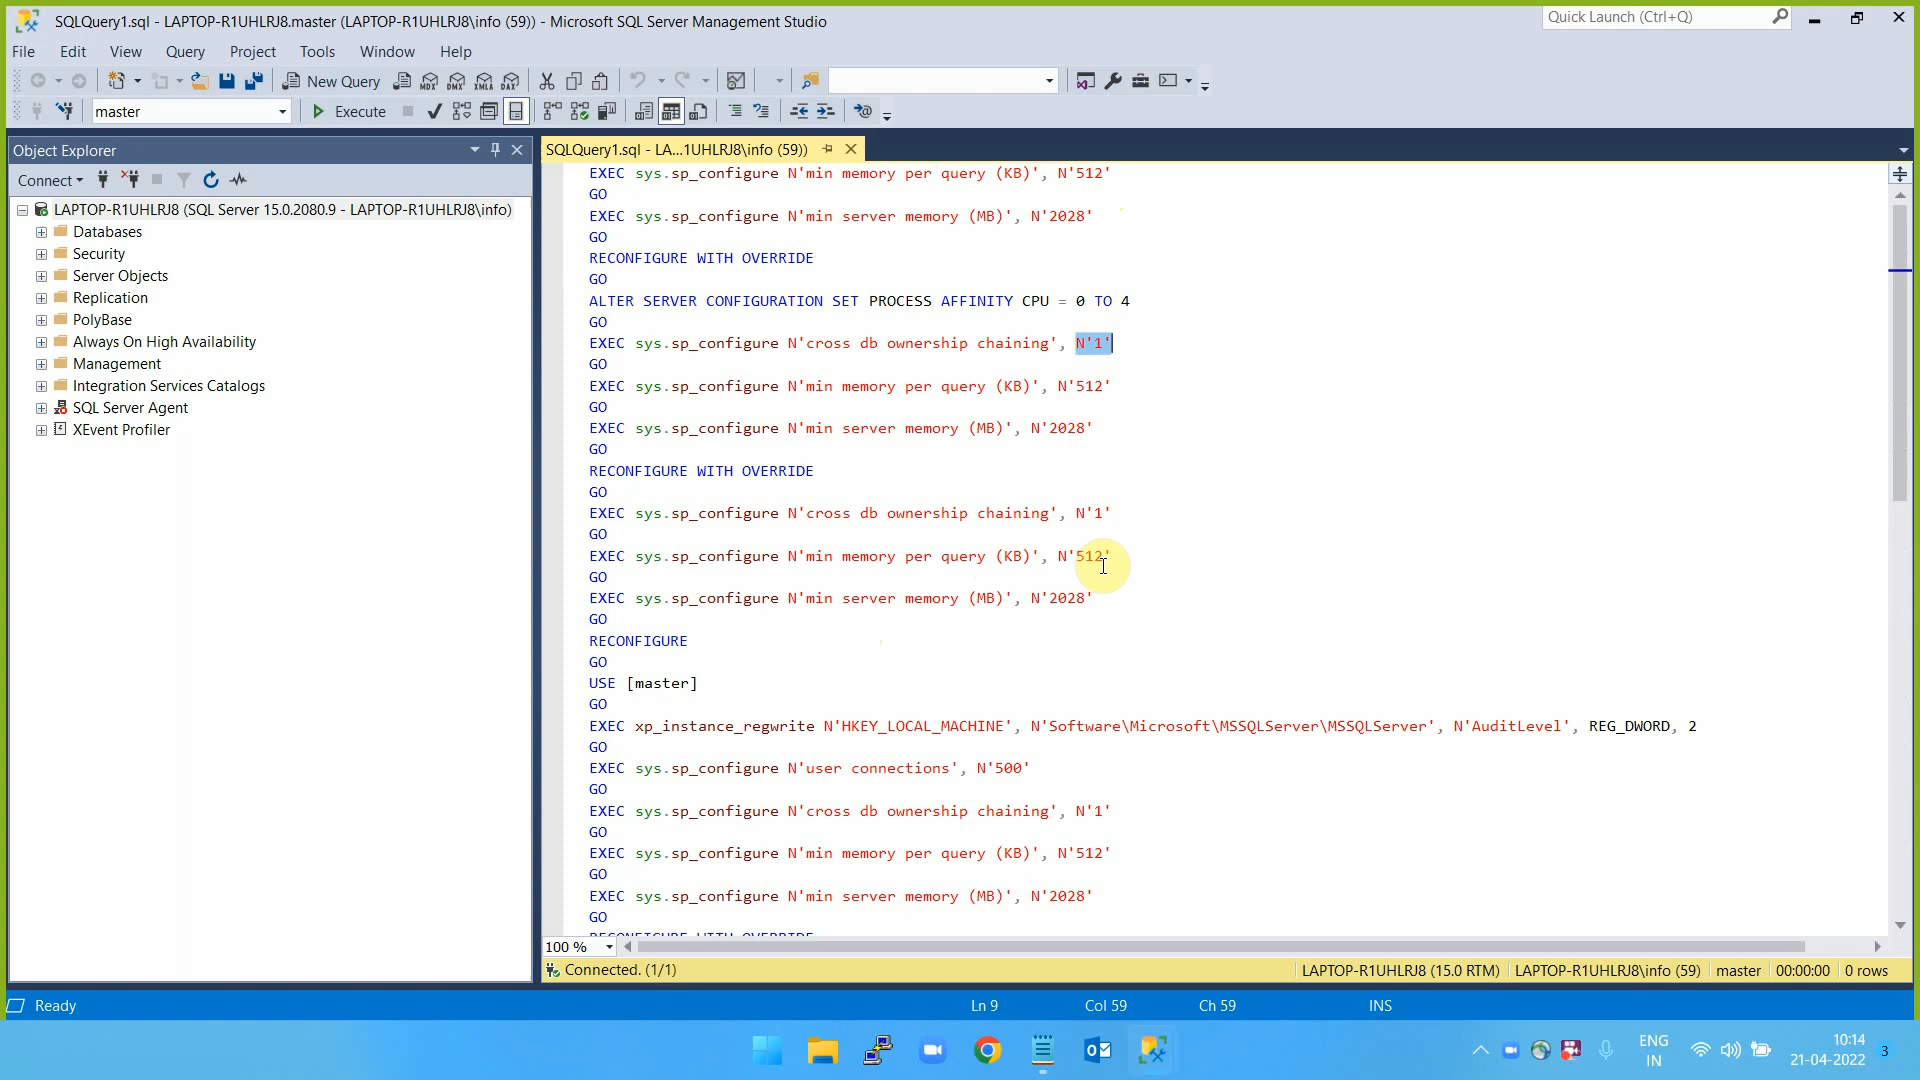 SQLQuery1.sql - LAPTOP-R1UHLRJ8.master (LAPTOP-R1UHLRJ8\info (59)) - Microsoft SQL Server Management Studio
Quick Launch (Ctrl+Q)
File Edit View Query Project Tools Window Help
New Query MDX DMX XMLA DAX
master Execute
Object Explorer
SQLQuery1.sql - LA...1UHLRJ8\info (59))
Connect
LAPTOP-R1UHLRJ8 (SQL Server 15.0.2080.9 - LAPTOP-R1UHLRJ8\info)
Databases
Security
Server Objects
Replication
PolyBase
Always On High Availability
Management
Integration Services Catalogs
SQL Server Agent
XEvent Profiler
EXEC sys.sp_configure N'min memory per query (KB)', N'512'
GO
EXEC sys.sp_configure N'min server memory (MB)', N'2028'
GO
RECONFIGURE WITH OVERRIDE
GO
ALTER SERVER CONFIGURATION SET PROCESS AFFINITY CPU = 0 TO 4
GO
EXEC sys.sp_configure N'cross db ownership chaining', N'1'
GO
EXEC sys.sp_configure N'min memory per query (KB)', N'512'
GO
EXEC sys.sp_configure N'min server memory (MB)', N'2028'
GO
RECONFIGURE WITH OVERRIDE
GO
EXEC sys.sp_configure N'cross db ownership chaining', N'1'
GO
EXEC sys.sp_configure N'min memory per query (KB)', N'512'
GO
EXEC sys.sp_configure N'min server memory (MB)', N'2028'
GO
RECONFIGURE
GO
USE [master]
GO
EXEC xp_instance_regwrite N'HKEY_LOCAL_MACHINE', N'Software\Microsoft\MSSQLServer\MSSQLServer', N'AuditLevel', REG_DWORD, 2
GO
EXEC sys.sp_configure N'user connections', N'500'
GO
EXEC sys.sp_configure N'cross db ownership chaining', N'1'
GO
EXEC sys.sp_configure N'min memory per query (KB)', N'512'
GO
EXEC sys.sp_configure N'min server memory (MB)', N'2028'
GO
RECONFIGURE WITH OVERRIDE
100 %
Connected. (1/1) LAPTOP-R1UHLRJ8 (15.0 RTM) LAPTOP-R1UHLRJ8\info (59) master 00:00:00 0 rows
Ready Ln 9 Col 59 Ch 59 INS
ENG
IN
10:14
21-04-2022
3